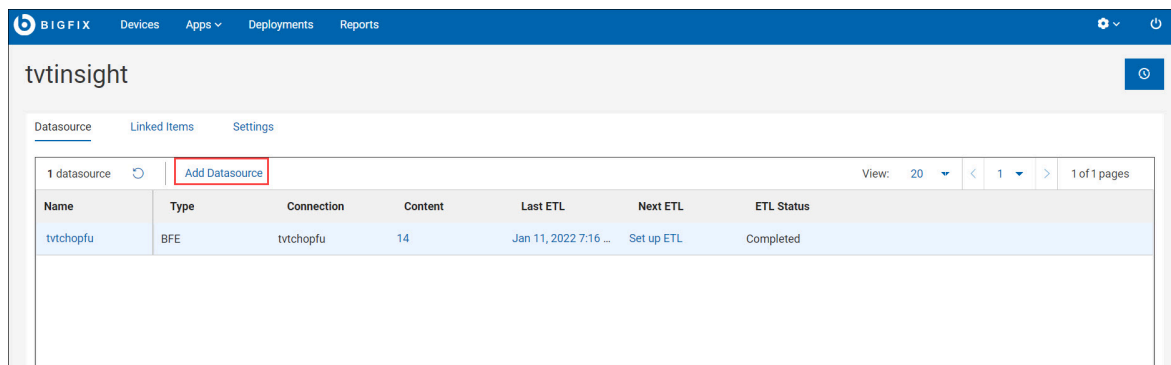 BIGFIX Devices Apps Deployments Reports
tvtinsight
Datasource Linked Items Settings
1 datasource Add Datasource View: 20 1 1 of 1 pages
Name Type Connection Content Last ETL Next ETL ETL Status
tvtchopfu BFE tvtchopfu 14 Jan 11, 2022 7:16 ... Set up ETL Completed